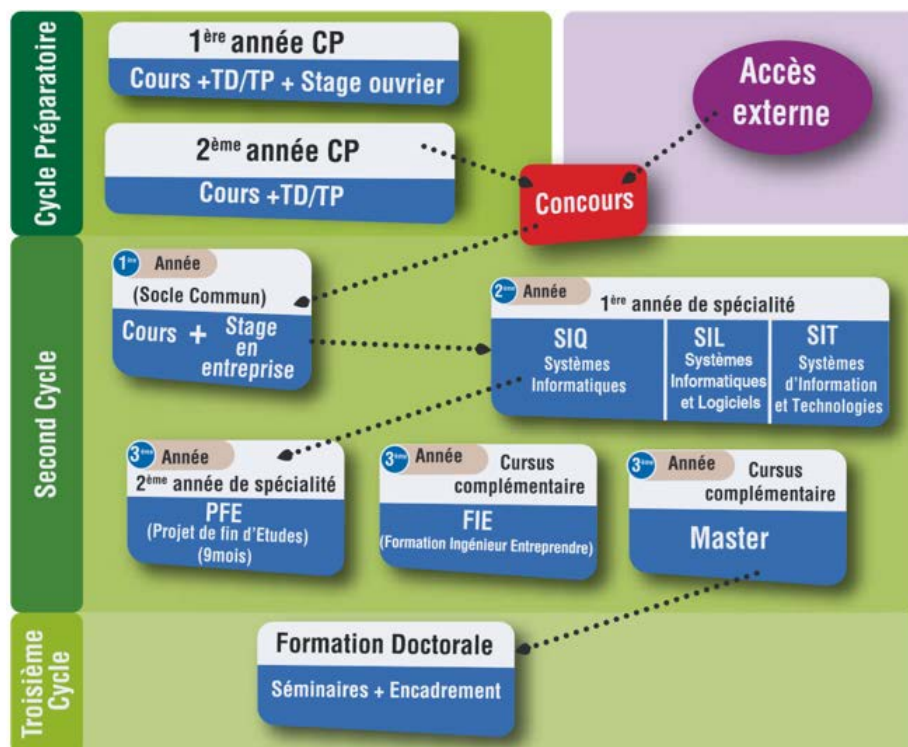 Cycle Préparatoire
1ère année CP
Cours +TD/TP + Stage ouvrier
2ème année CP
Cours +TD/TP
Accès
externe
Concours
Second Cycle
1ère Année
(Socle Commun)
Cours + Stage
en
entreprise
2ème Année
1ère année de spécialité
SIQ
Systèmes
Informatiques
SIL
Systèmes
Informatiques
et Logiciels
SIT
Systèmes
d'Information
et Technologies
3ème Année
2ème année de spécialité
PFE
(Projet de fin d'Etudes)
(9mois)
3ème Année
Cursus
complémentaire
FIE
(Formation Ingénieur Entreprendre)
3ème Année
Cursus
complémentaire
Master
Troisième
Cycle
Formation Doctorale
Séminaires + Encadrement